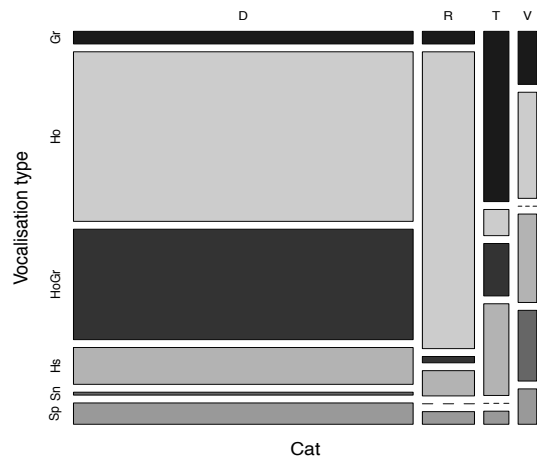 D R T V
Gr
Ho
HoGr
Hs
Sn
Sp
Vocalisation type
Cat